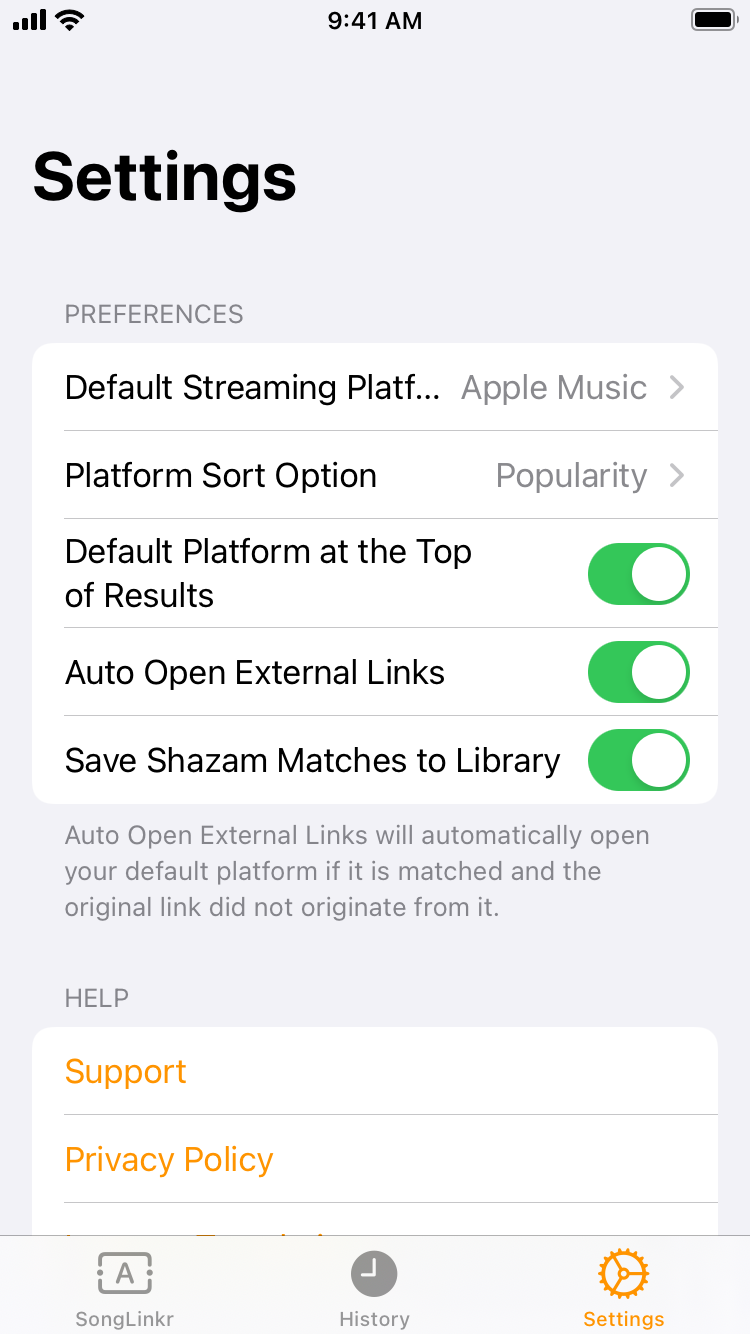 9:41 AM
Settings
PREFERENCES
Default Streaming Platf... Apple Music
Platform Sort Option Popularity
Default Platform at the Top
of Results
Auto Open External Links
Save Shazam Matches to Library
Auto Open External Links will automatically open
your default platform if it is matched and the
original link did not originate from it.
HELP
Support
Privacy Policy
A
SongLinkr History Settings